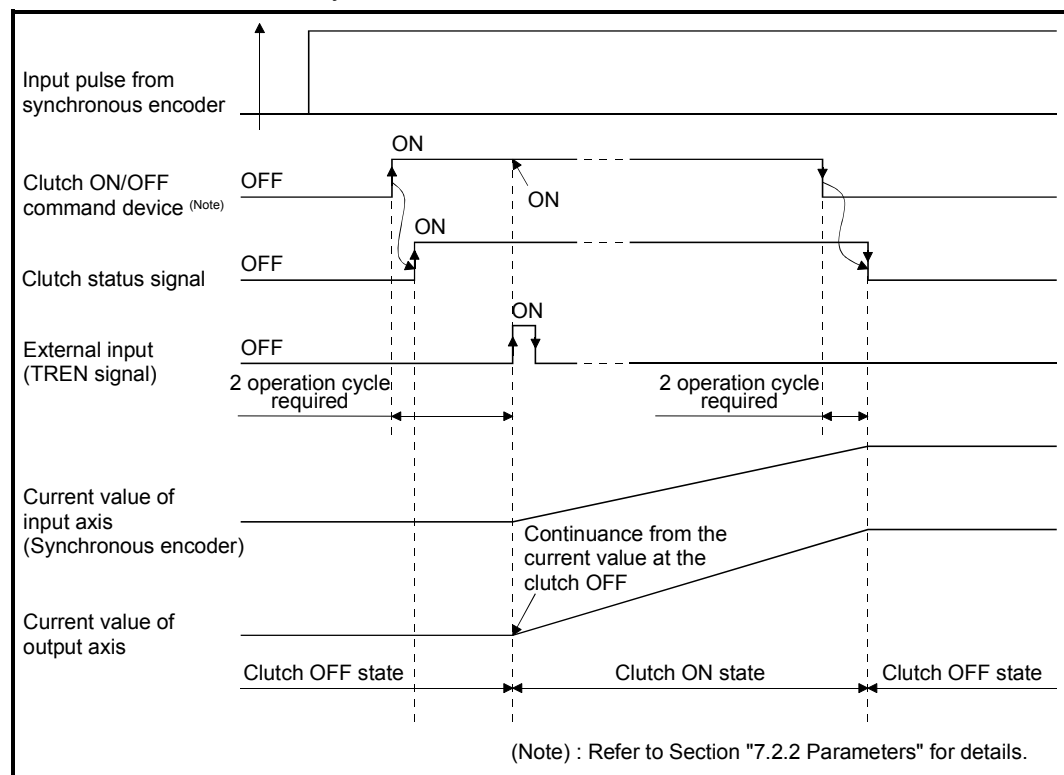 Input pulse from
synchronous encoder
ON
Clutch ON/OFF
command device (Note)
OFF
ON
ON
Clutch status signal
OFF
ON
External input
(TREN signal)
OFF
2 operation cycle
required
2 operation cycle
required
Current value of
input axis
(Synchronous encoder)
Continuance from the
current value at the
clutch OFF
Current value of
output axis
Clutch OFF state
Clutch ON state
Clutch OFF state
(Note) : Refer to Section "7.2.2 Parameters" for details.